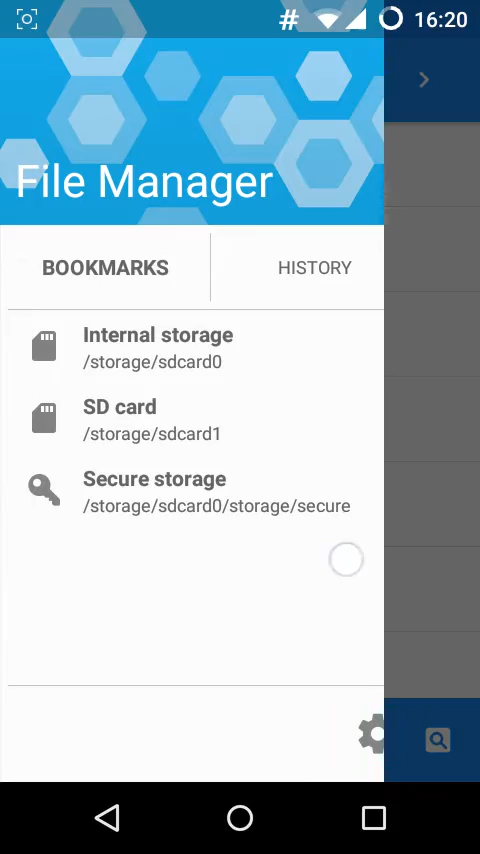 # 16:20
File Manager
BOOKMARKS HISTORY
Internal storage
/storage/sdcard0
SD card
/storage/sdcard1
Secure storage
/storage/sdcard0/storage/secure